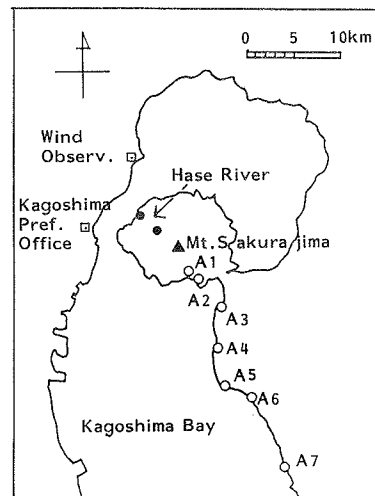 0 5 10km
Wind
Observ.
Hase River
Kagoshima
Pref.
Office
Mt.Sakurajima
A1
A2
A3
A4
A5
A6
A7
Kagoshima Bay